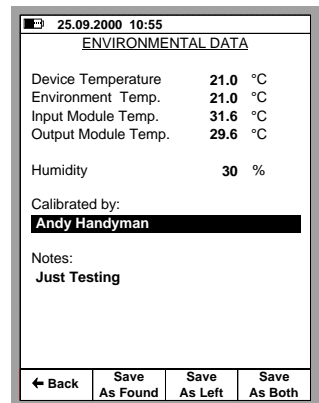 25.09.2000 10:55
ENVIRONMENTAL DATA
Device Temperature 21.0 °C
Environment Temp. 21.0 °C
Input Module Temp. 31.6 °C
Output Module Temp. 29.6 °C
Humidity 30 %
Calibrated by:
Andy Handyman
Notes:
Just Testing
← Back Save As Found Save As Left Save As Both